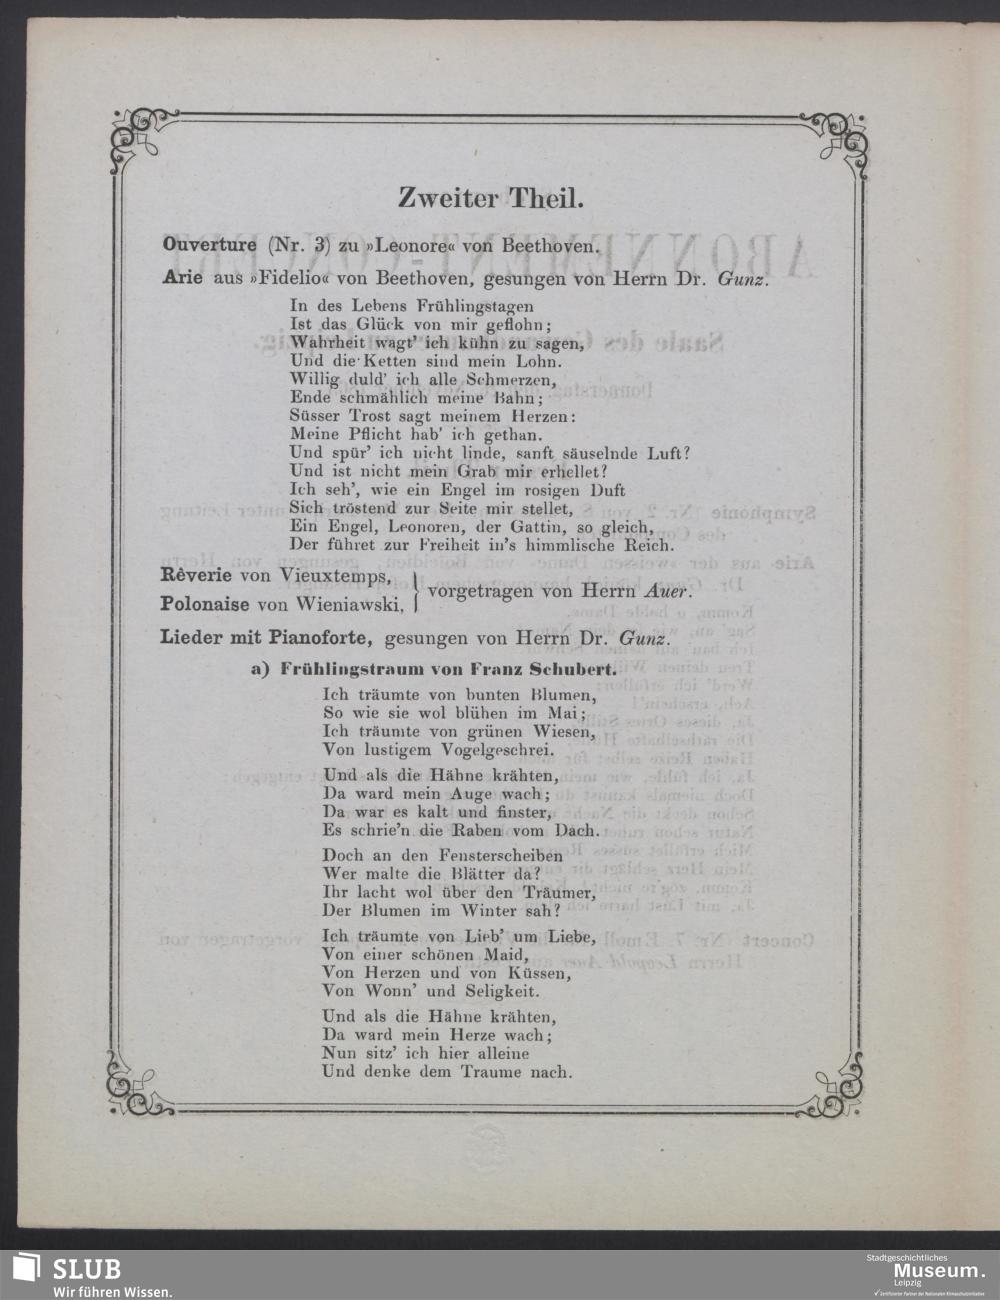 Zweiter Theil.
Ouverture (Nr. 3) zu »Leonore« von Beethoven.
Arie aus »Fidelio« von Beethoven, gesungen von Herrn Dr. Gunz.
In des Lebens Frühlingstagen
Ist das Glück von mir geflohn;
Wahrheit wagt' ich kühn zu sagen,
Und die Ketten sind mein Lohn.
Willig duld' ich alle Schmerzen,
Ende schmählich meine Bahn;
Süsser Trost sagt meinem Herzen:
Meine Pflicht hab' ich gethan.
Und spür' ich nicht linde, sanft säuselnde Luft?
Und ist nicht mein Grab mir erhellet?
Ich seh', wie ein Engel im rosigen Duft
Sich tröstend zur Seite mir stellet,
Ein Engel, Leonoren, der Gattin, so gleich,
Der führet zur Freiheit in's himmlische Reich.
Rêverie von Vieuxtemps,
Polonaise von Wieniawski,
vorgetragen von Herrn Auer.
Lieder mit Pianoforte, gesungen von Herrn Dr. Gunz.
a) Frühlingstraum von Franz Schubert.
Ich träumte von bunten Blumen,
So wie sie wol blühen im Mai;
Ich träumte von grünen Wiesen,
Von lustigem Vogelgeschrei.
Und als die Hähne krähten,
Da ward mein Auge wach;
Da war es kalt und finster,
Es schrie'n die Raben vom Dach.
Doch an den Fensterscheiben
Wer malte die Blätter da?
Ihr lacht wol über den Träumer,
Der Blumen im Winter sah?
Ich träumte von Lieb' um Liebe,
Von einer schönen Maid,
Von Herzen und von Küssen,
Von Wonn' und Seligkeit.
Und als die Hähne krähten,
Da ward mein Herze wach;
Nun sitz' ich hier alleine
Und denke dem Traume nach.
SLUB
Wir führen Wissen.
Stadtgeschichtliches
Museum.
Leipzig
Zertifizierter Partner der Nationalen Klimaschutzinitiative